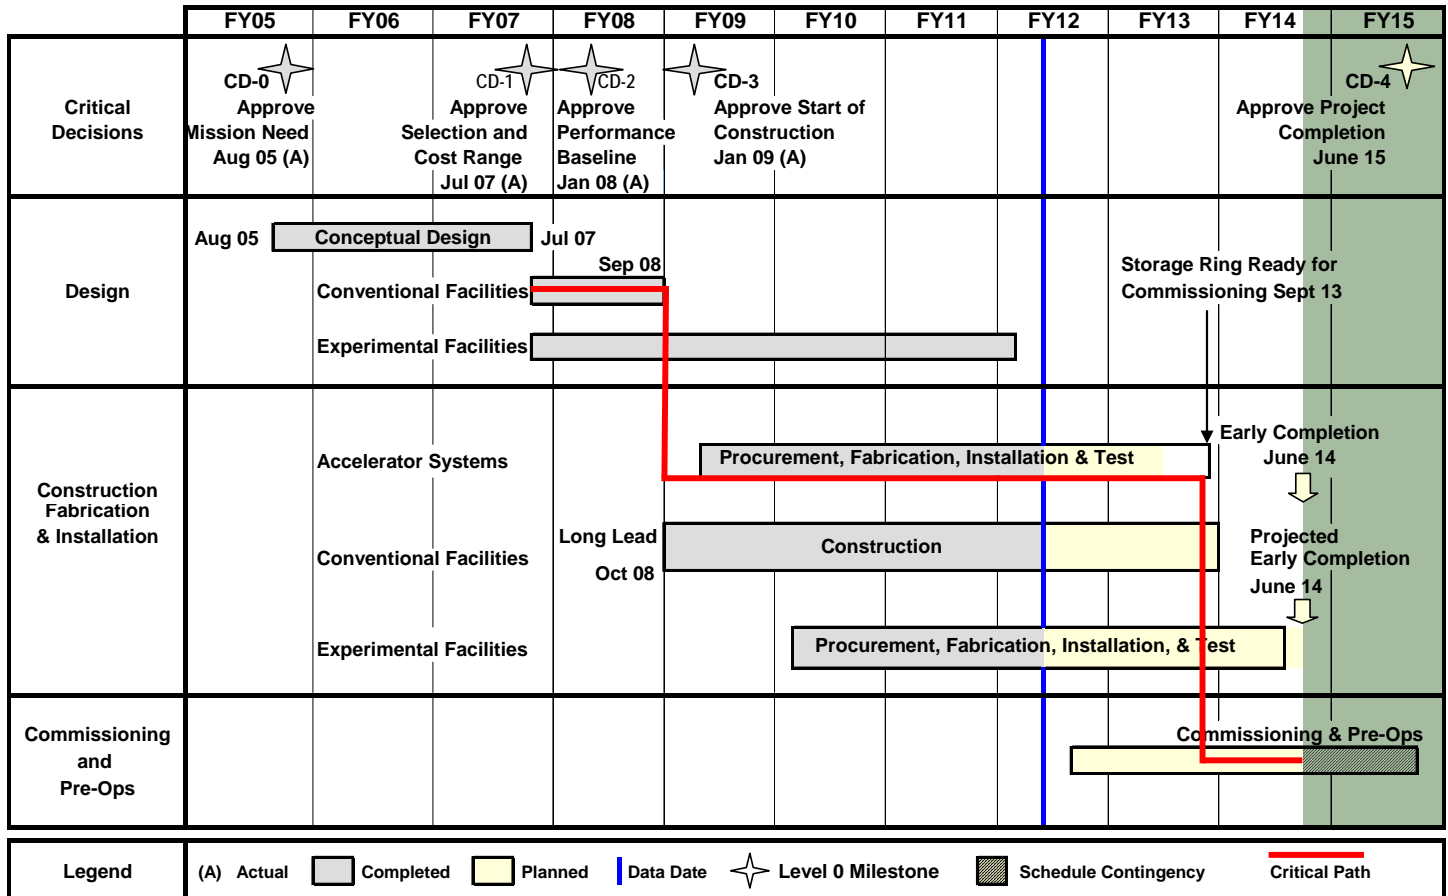 FY05 FY06 FY07 FY08 FY09 FY10 FY11 FY12 FY13 FY14 FY15
Critical
Decisions
CD-0
Approve
Mission Need
Aug 05 (A)
CD-1
Approve
Selection and
Cost Range
Jul 07 (A)
CD-2
Approve
Performance
Baseline
Jan 08 (A)
CD-3
Approve Start of
Construction
Jan 09 (A)
CD-4
Approve Project
Completion
June 15
Design
Aug 05 Conceptual Design Jul 07
Sep 08
Conventional Facilities
Experimental Facilities
Storage Ring Ready for
Commissioning Sept 13
Construction
Fabrication
& Installation
Accelerator Systems
Procurement, Fabrication, Installation & Test
Early Completion
June 14
Conventional Facilities
Long Lead
Oct 08
Construction
Projected
Early Completion
June 14
Experimental Facilities
Procurement, Fabrication, Installation, & Test
Commissioning
and
Pre-Ops
Commissioning & Pre-Ops
Legend
(A) Actual Completed Planned Data Date Level 0 Milestone Schedule Contingency Critical Path